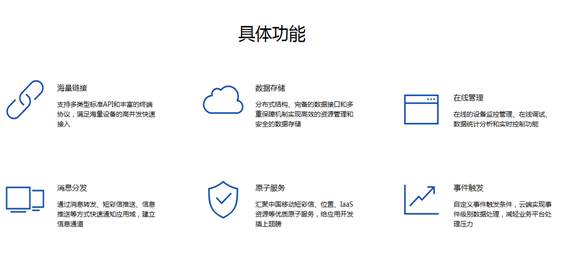 具体功能
海量链接
支持多类型标准API和丰富的终端
协议，满足海量设备的高并发快速
接入
数据存储
分布式结构、完备的数据接口和多
重保障机制实现高效的资源管理和
安全的数据存储
在线管理
在线的设备监控管理、在线调试、
数据统计分析和实时控制功能
消息分发
通过消息转发、短彩信推送、信息
推送等方式快速通知应用域，建立
信息通道
原子服务
汇聚中国移动短彩信、位置、IaaS
资源等优质原子服务，给应用开发
插上翅膀
事件触发
自定义事件触发条件，云端实现事
件级别数据处理，减轻业务平台处
理压力